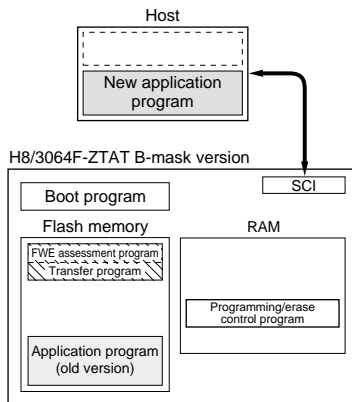 Host
New application
program
H8/3064F-ZTAT B-mask version
SCI
Boot program
Flash memory
RAM
FWE assessment program
Transfer program
Programming/erase
control program
Application program
(old version)